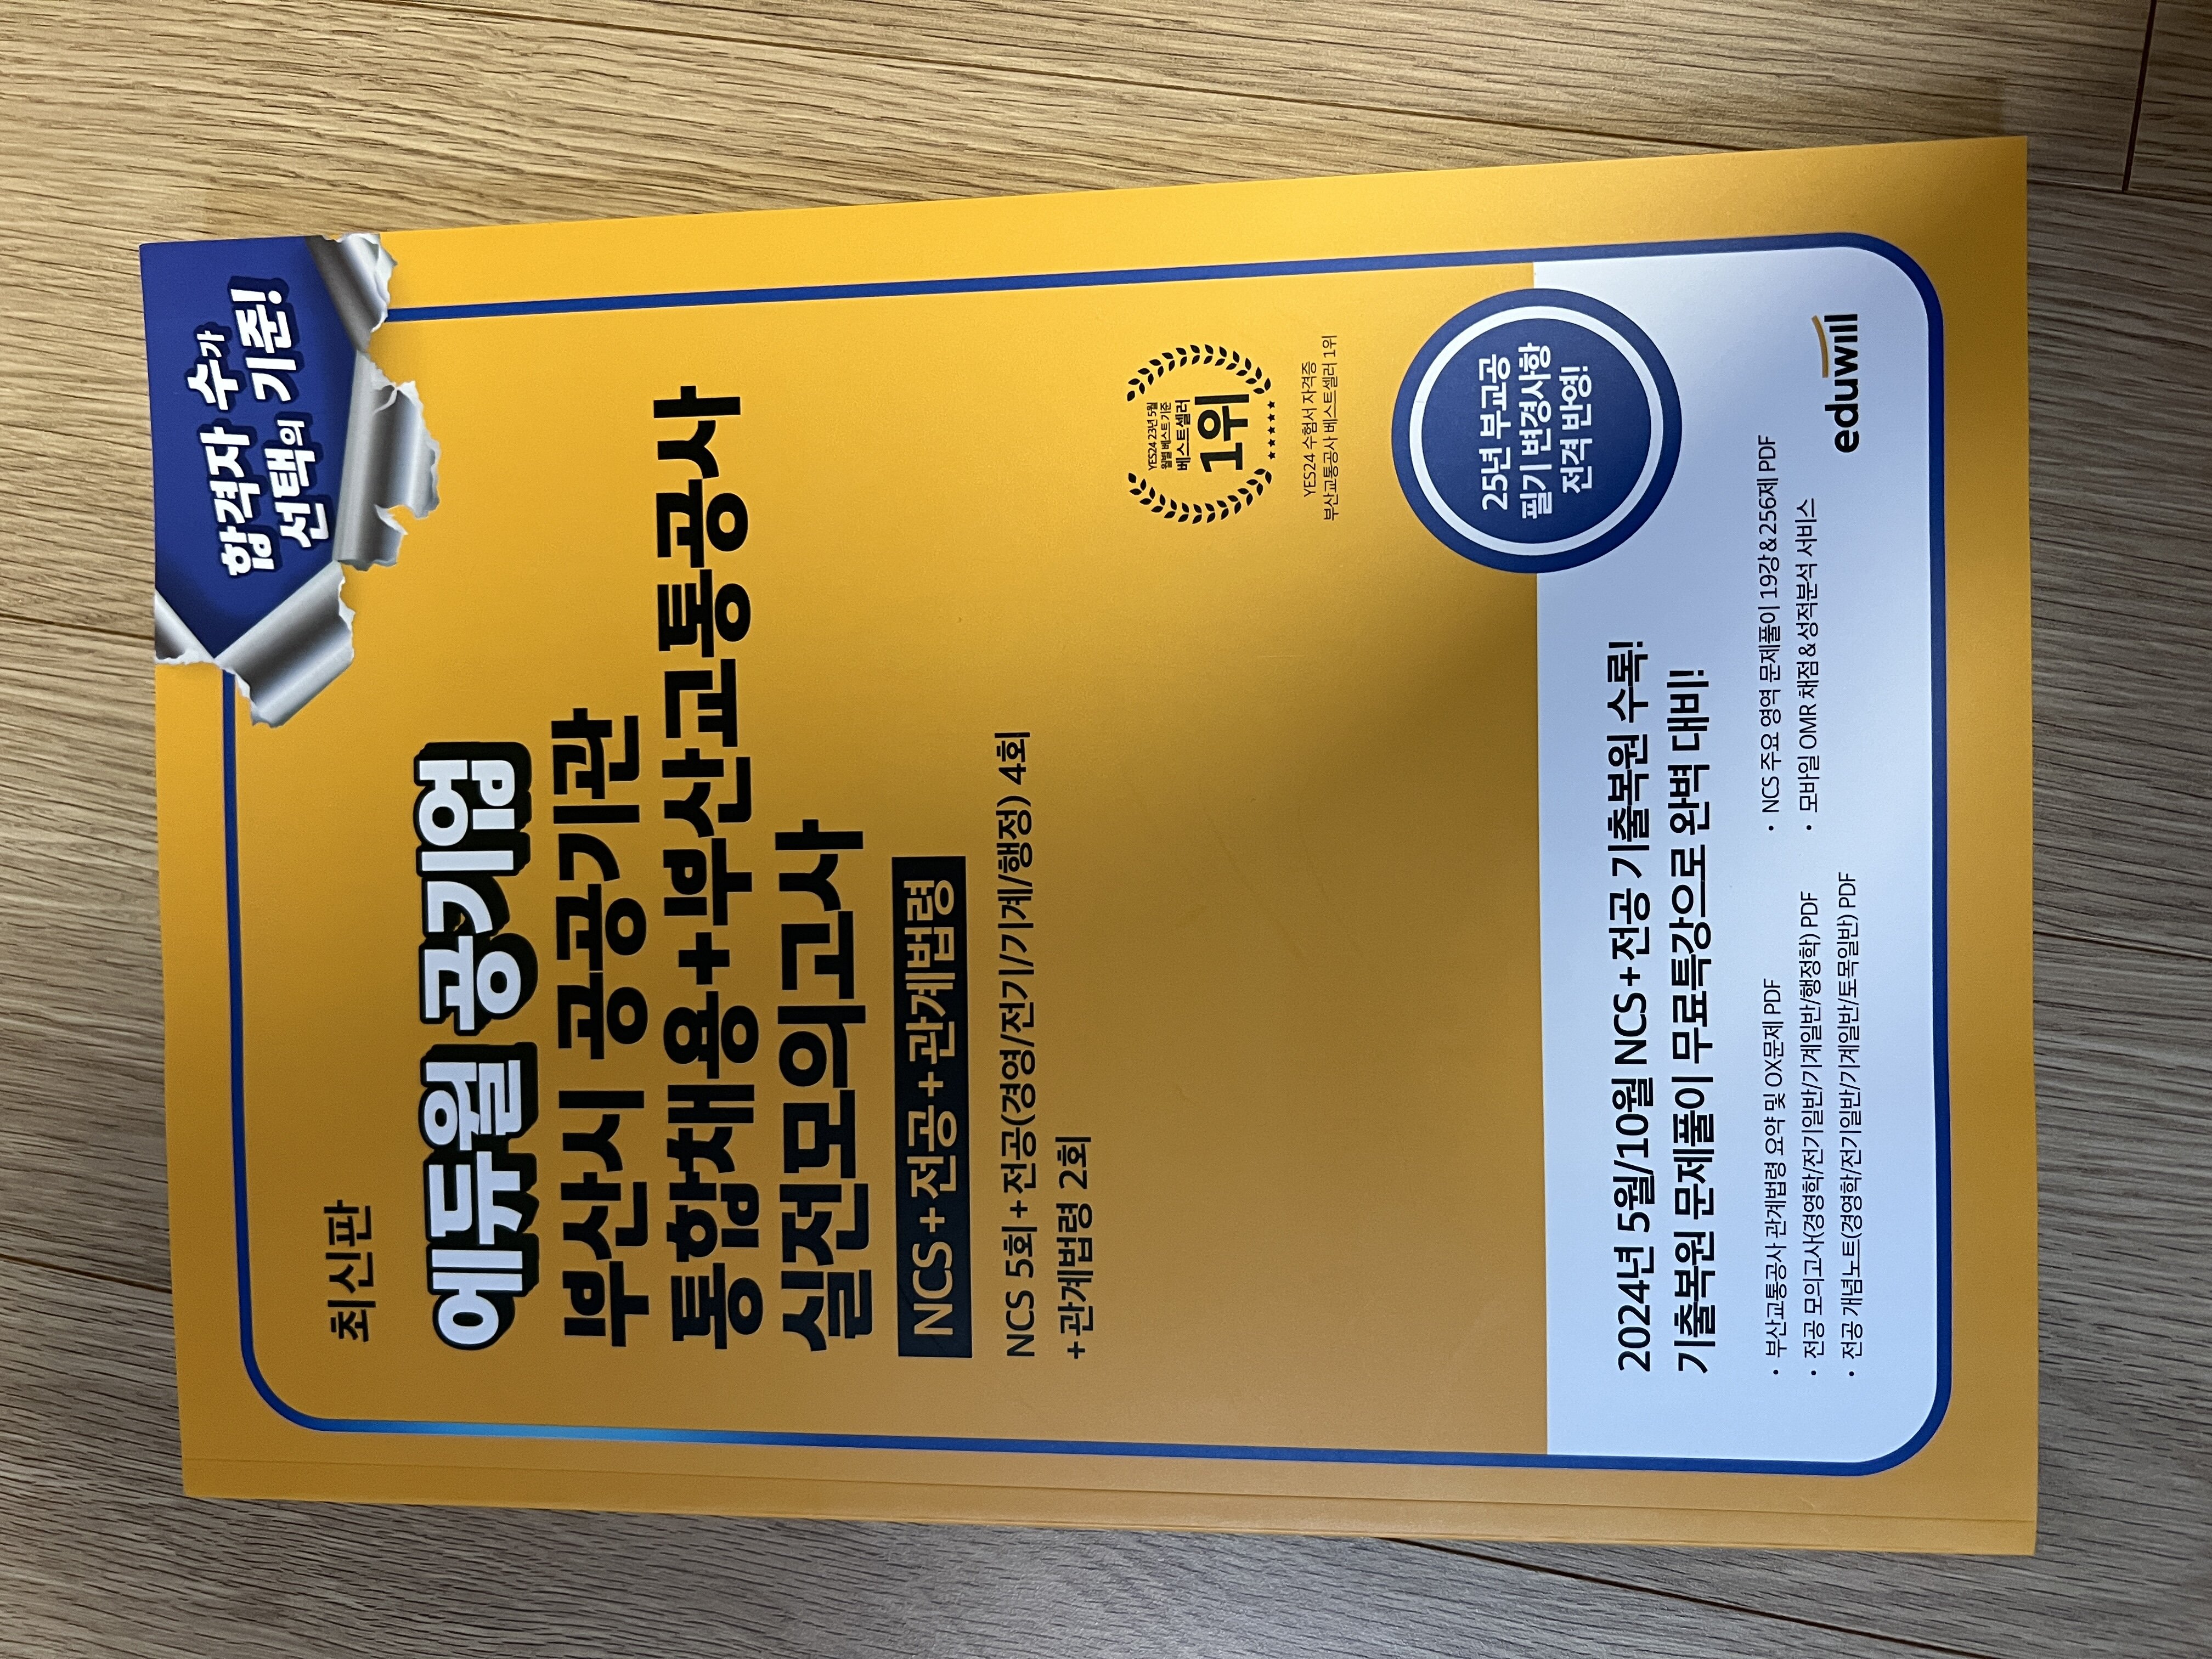 합격자 수가
선택의 기준!
최신판
에듀윌 공기업
부산시 공공기관
통합채용+부산교통공사
실전모의고사
NCS+전공+관계법령
NCS 5회+전공(경영/전기/기계/행정) 4회
+관계법령 2회
YES24 23년 5월
월별 베스트 기준
베스트셀러
1위
★★★★★
YES24 수험서 자격증
부산교통공사 베스트셀러 1위
25년 부교공
필기 변경사항
전격 반영!
2024년 5월/10월 NCS+전공 기출복원 수록!
기출복원 문제풀이 무료특강으로 완벽 대비!
· 부산교통공사 관계법령 요약 및 OX문제 PDF
· 전공 모의고사(경영학/전기일반/기계일반/행정학) PDF
· 전공 개념노트(경영학/전기일반/기계일반/토목일반) PDF
· NCS 주요 영역 문제풀이 19강&256제 PDF
· 모바일 OMR 채점&성적분석 서비스
eduwill